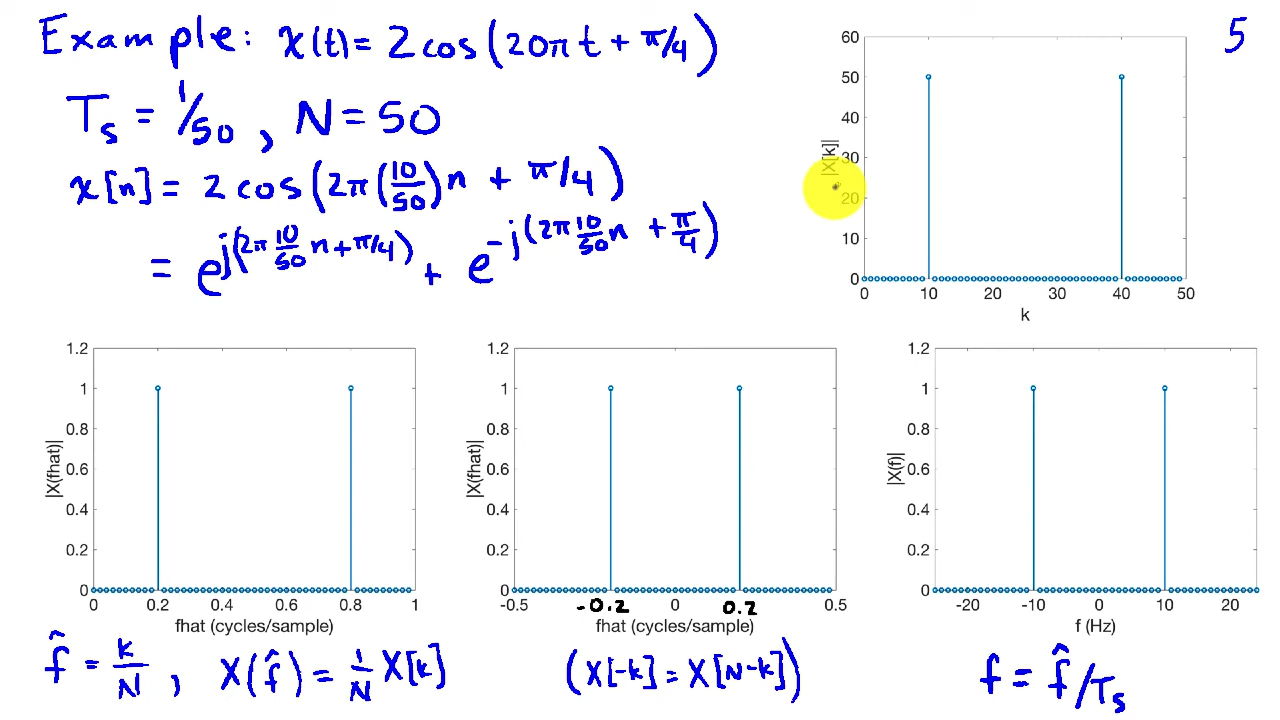 Example: x(t) = 2cos(20πt + π/4)
5
Ts = 1/50, N = 50
x[n] = 2cos(2π(10/50)n + π/4)
= e^j(2π 10/50 n + π/4) + e^-j(2π 10/50 n + π/4)
60
50
40
30
20
10
0
|X[k]|
0 10 20 30 40 50
k
1.2
1
0.8
0.6
0.4
0.2
0
|X(fhat)|
0 0.2 0.4 0.6 0.8 1
fhat (cycles/sample)
1.2
1
0.8
0.6
0.4
0.2
0
|X(fhat)|
-0.5 -0.2 0 0.2 0.5
fhat (cycles/sample)
1.2
1
0.8
0.6
0.4
0.2
0
|X(f)|
-20 -10 0 10 20
f (Hz)
f̂ = k/N, X(f̂) = 1/N X[k]
(X[-k] = X[N-k])
f = f̂/Ts